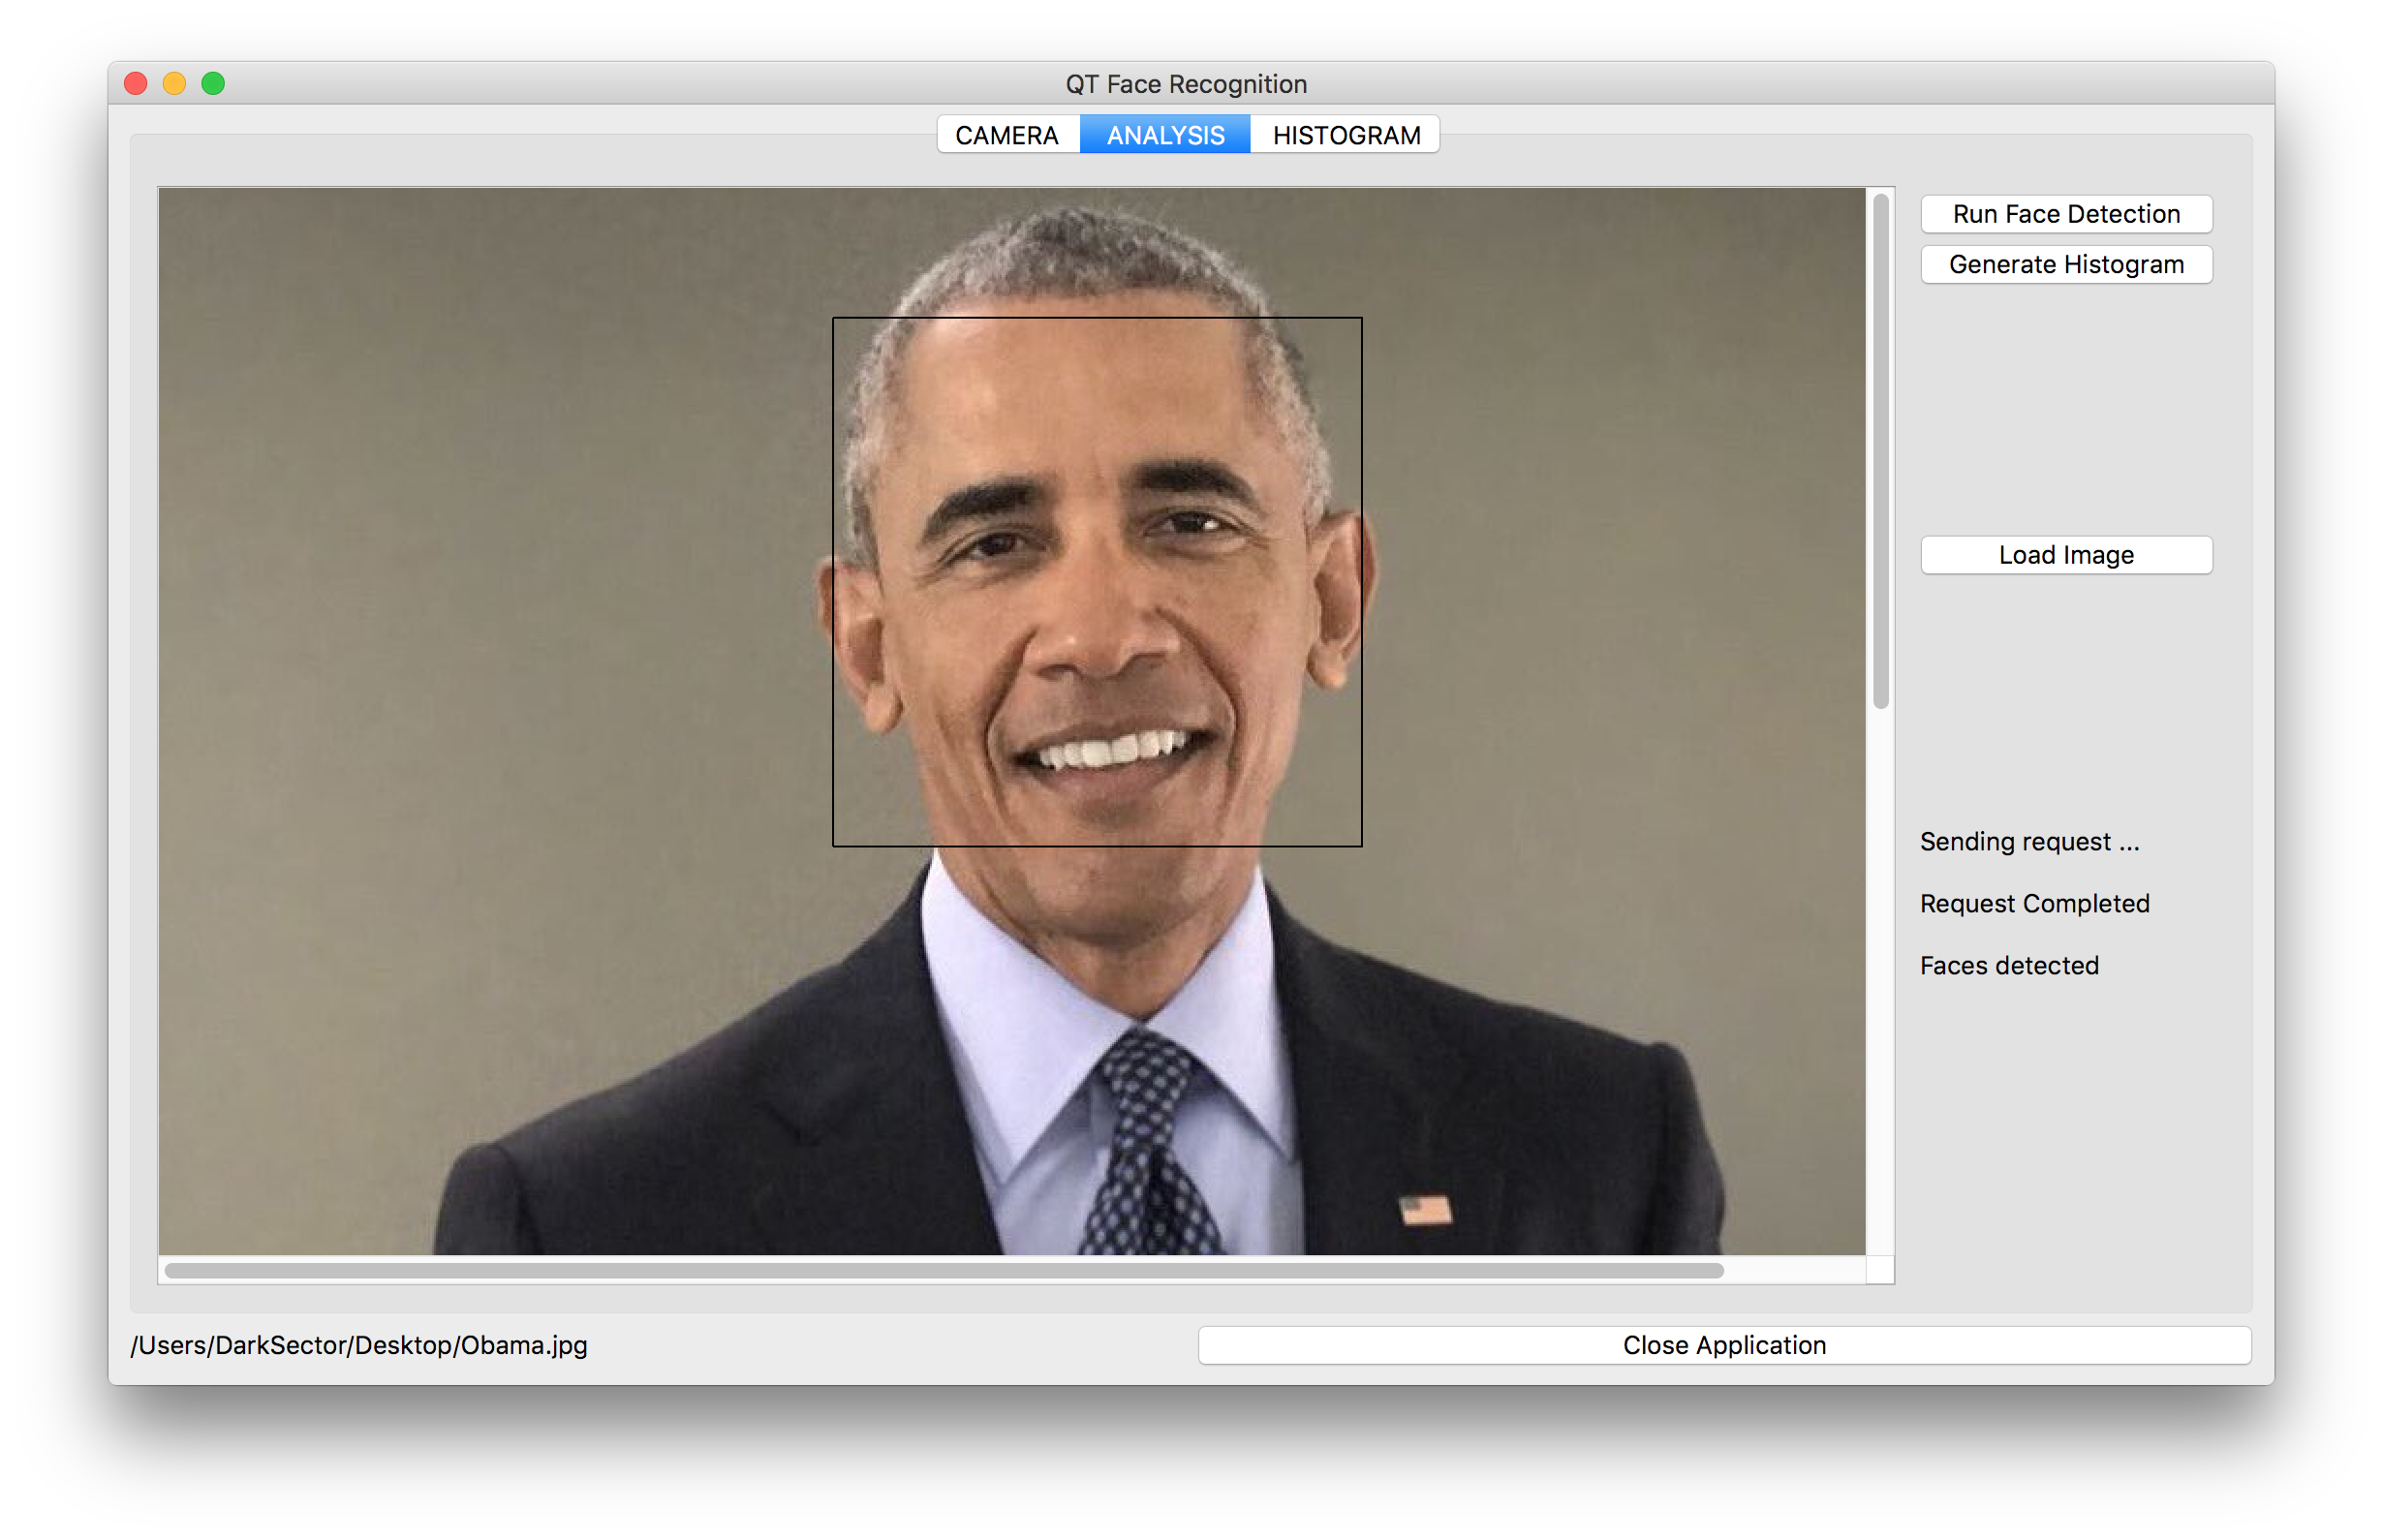 QT Face Recognition
CAMERA ANALYSIS HISTOGRAM
Run Face Detection
Generate Histogram
Load Image
Sending request ...
Request Completed
Faces detected
/Users/DarkSector/Desktop/Obama.jpg
Close Application